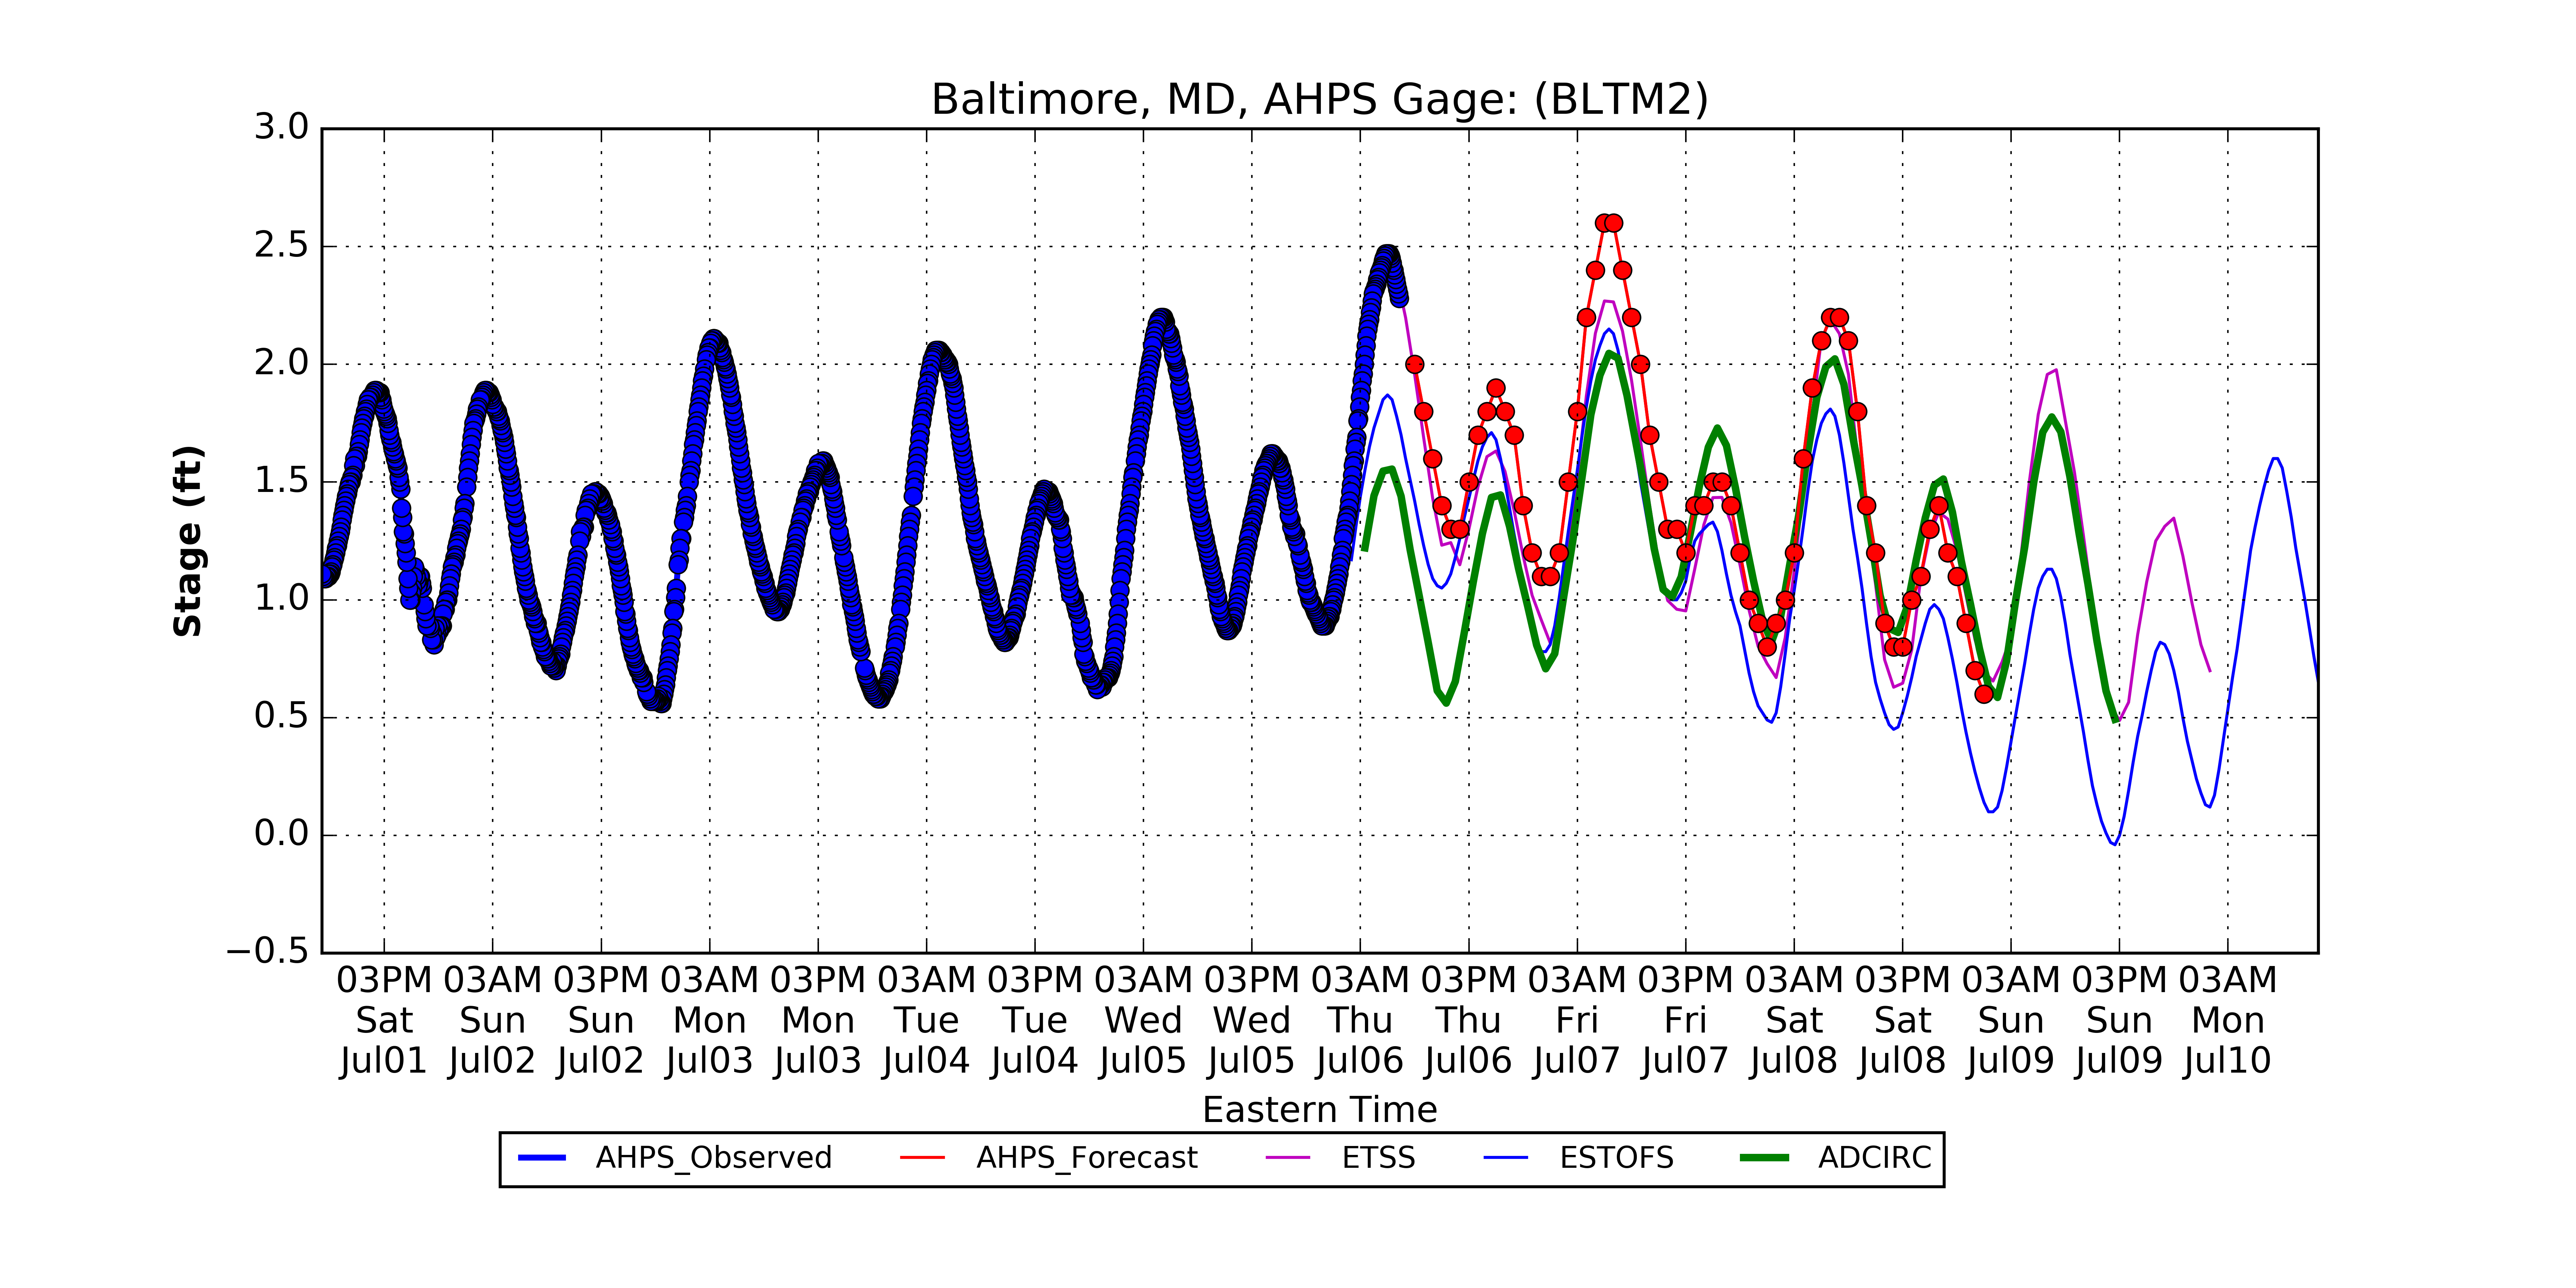 Baltimore, MD, AHPS Gage: (BLTM2)
3.0
2.5
2.0
1.5
1.0
0.5
0.0
−0.5
Stage (ft)
03PM 03AM 03PM 03AM 03PM 03AM 03PM 03AM 03PM 03AM 03PM 03AM 03PM 03AM 03PM 03AM 03PM 03AM
Sat Sun Sun Mon Mon Tue Tue Wed Wed Thu Thu Fri Fri Sat Sat Sun Sun Mon
Jul01 Jul02 Jul02 Jul03 Jul03 Jul04 Jul04 Jul05 Jul05 Jul06 Jul06 Jul07 Jul07 Jul08 Jul08 Jul09 Jul09 Jul10
Eastern Time
AHPS_Observed AHPS_Forecast ETSS ESTOFS ADCIRC